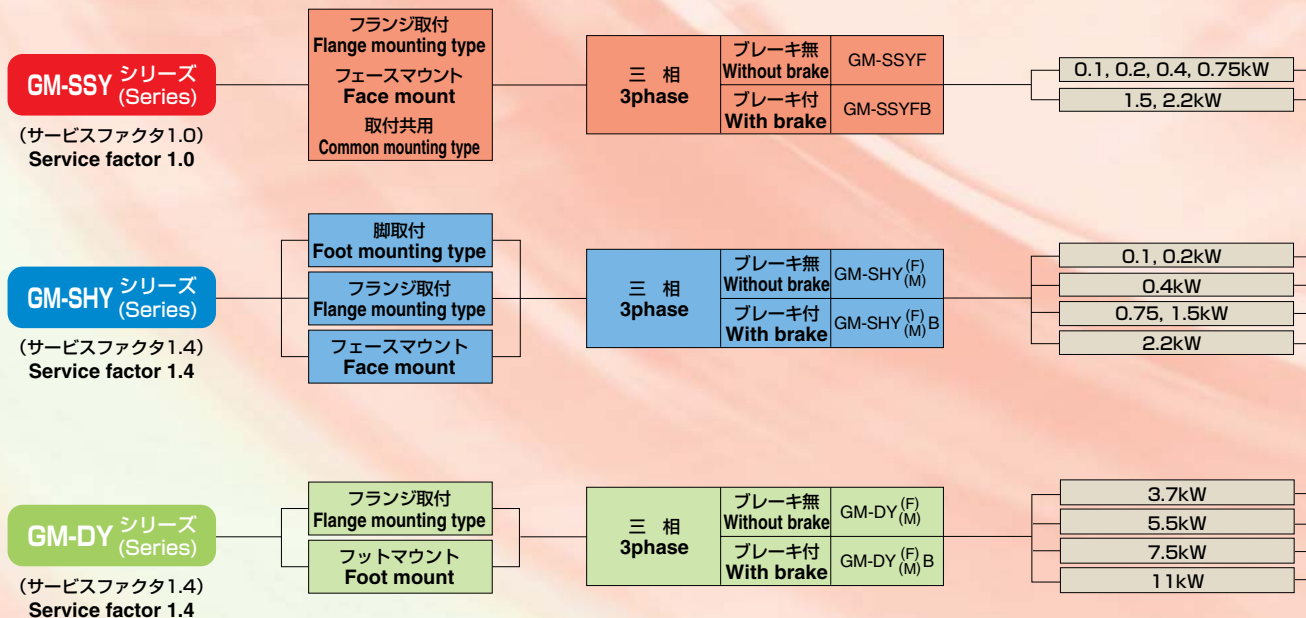 GM-SSY シリーズ
(Series)
(サービスファクタ1.0)
Service factor 1.0
フランジ取付
Flange mounting type
フェースマウント
Face mount
取付共用
Common mounting type
三 相
3phase
ブレーキ無
Without brake
GM-SSYF
ブレーキ付
With brake
GM-SSYFB
0.1, 0.2, 0.4, 0.75kW
1.5, 2.2kW
GM-SHY シリーズ
(Series)
(サービスファクタ1.4)
Service factor 1.4
脚取付
Foot mounting type
フランジ取付
Flange mounting type
フェースマウント
Face mount
三 相
3phase
ブレーキ無
Without brake
GM-SHY (F)
(M)
ブレーキ付
With brake
GM-SHY (F) B
(M)
0.1, 0.2kW
0.4kW
0.75, 1.5kW
2.2kW
GM-DY シリーズ
(Series)
(サービスファクタ1.4)
Service factor 1.4
フランジ取付
Flange mounting type
フットマウント
Foot mount
三 相
3phase
ブレーキ無
Without brake
GM-DY (F)
(M)
ブレーキ付
With brake
GM-DY (F) B
(M)
3.7kW
5.5kW
7.5kW
11kW